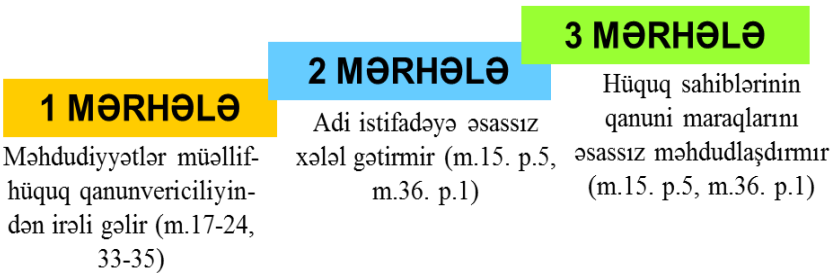 1 MƏRHƏLƏ
Məhdudiyyətlər müəllif-
hüquq qanunvericiliyin-
dən irəli gəlir (m.17-24,
33-35)
2 MƏRHƏLƏ
Adi istifadəyə əsassız
xələl gətirmir (m.15. p.5,
m.36. p.1)
3 MƏRHƏLƏ
Hüquq sahiblərinin
qanuni maraqlarını
əsassız məhdudlaşdırmır
(m.15. p.5, m.36. p.1)